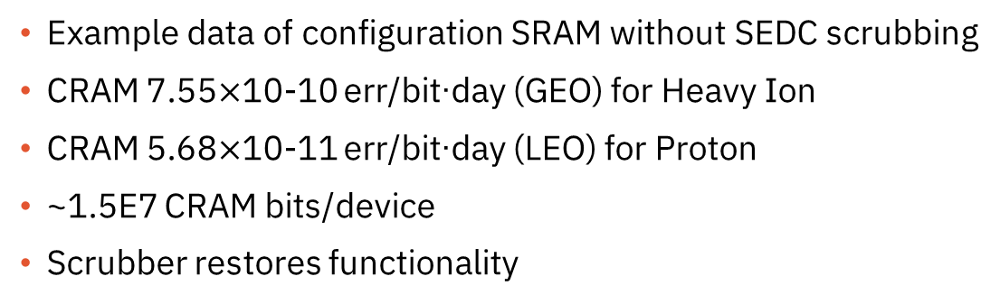 • Example data of configuration SRAM without SEDC scrubbing
• CRAM 7.55×10-10 err/bit·day (GEO) for Heavy Ion
• CRAM 5.68×10-11 err/bit·day (LEO) for Proton
• ~1.5E7 CRAM bits/device
• Scrubber restores functionality